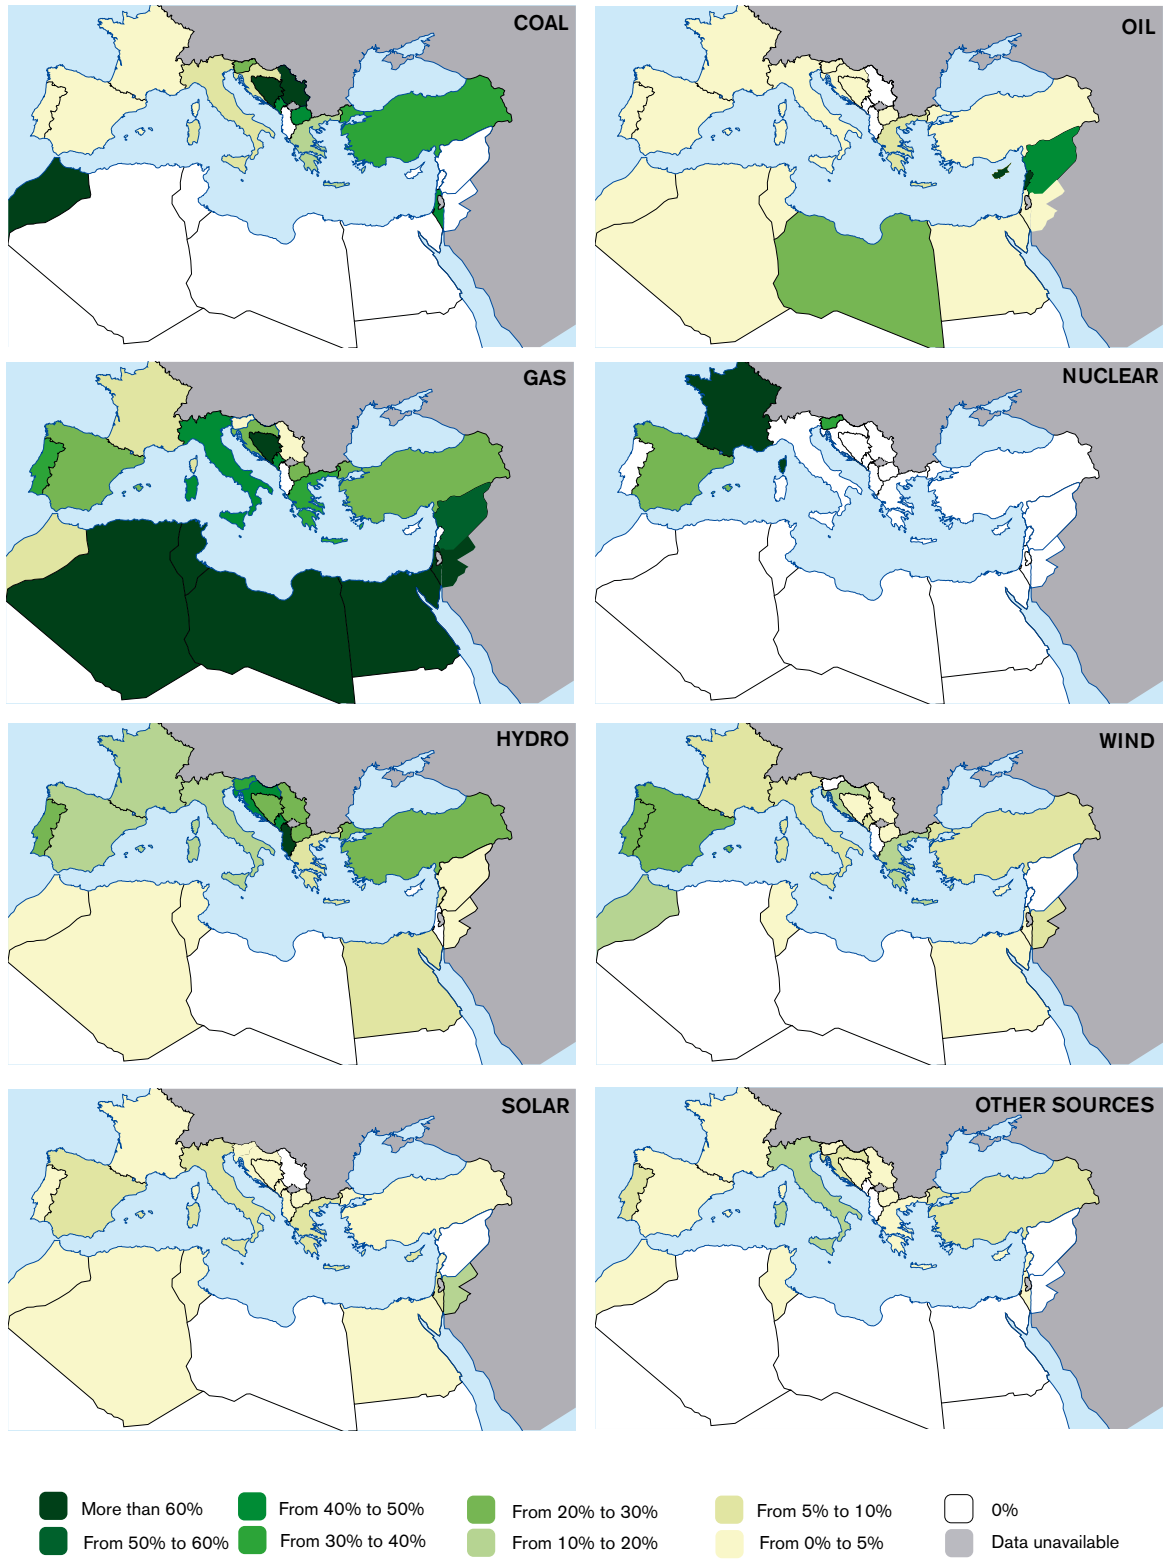 COAL
OIL
GAS
NUCLEAR
HYDRO
WIND
SOLAR
OTHER SOURCES
More than 60%
From 40% to 50%
From 20% to 30%
From 5% to 10%
0%
From 50% to 60%
From 30% to 40%
From 10% to 20%
From 0% to 5%
Data unavailable